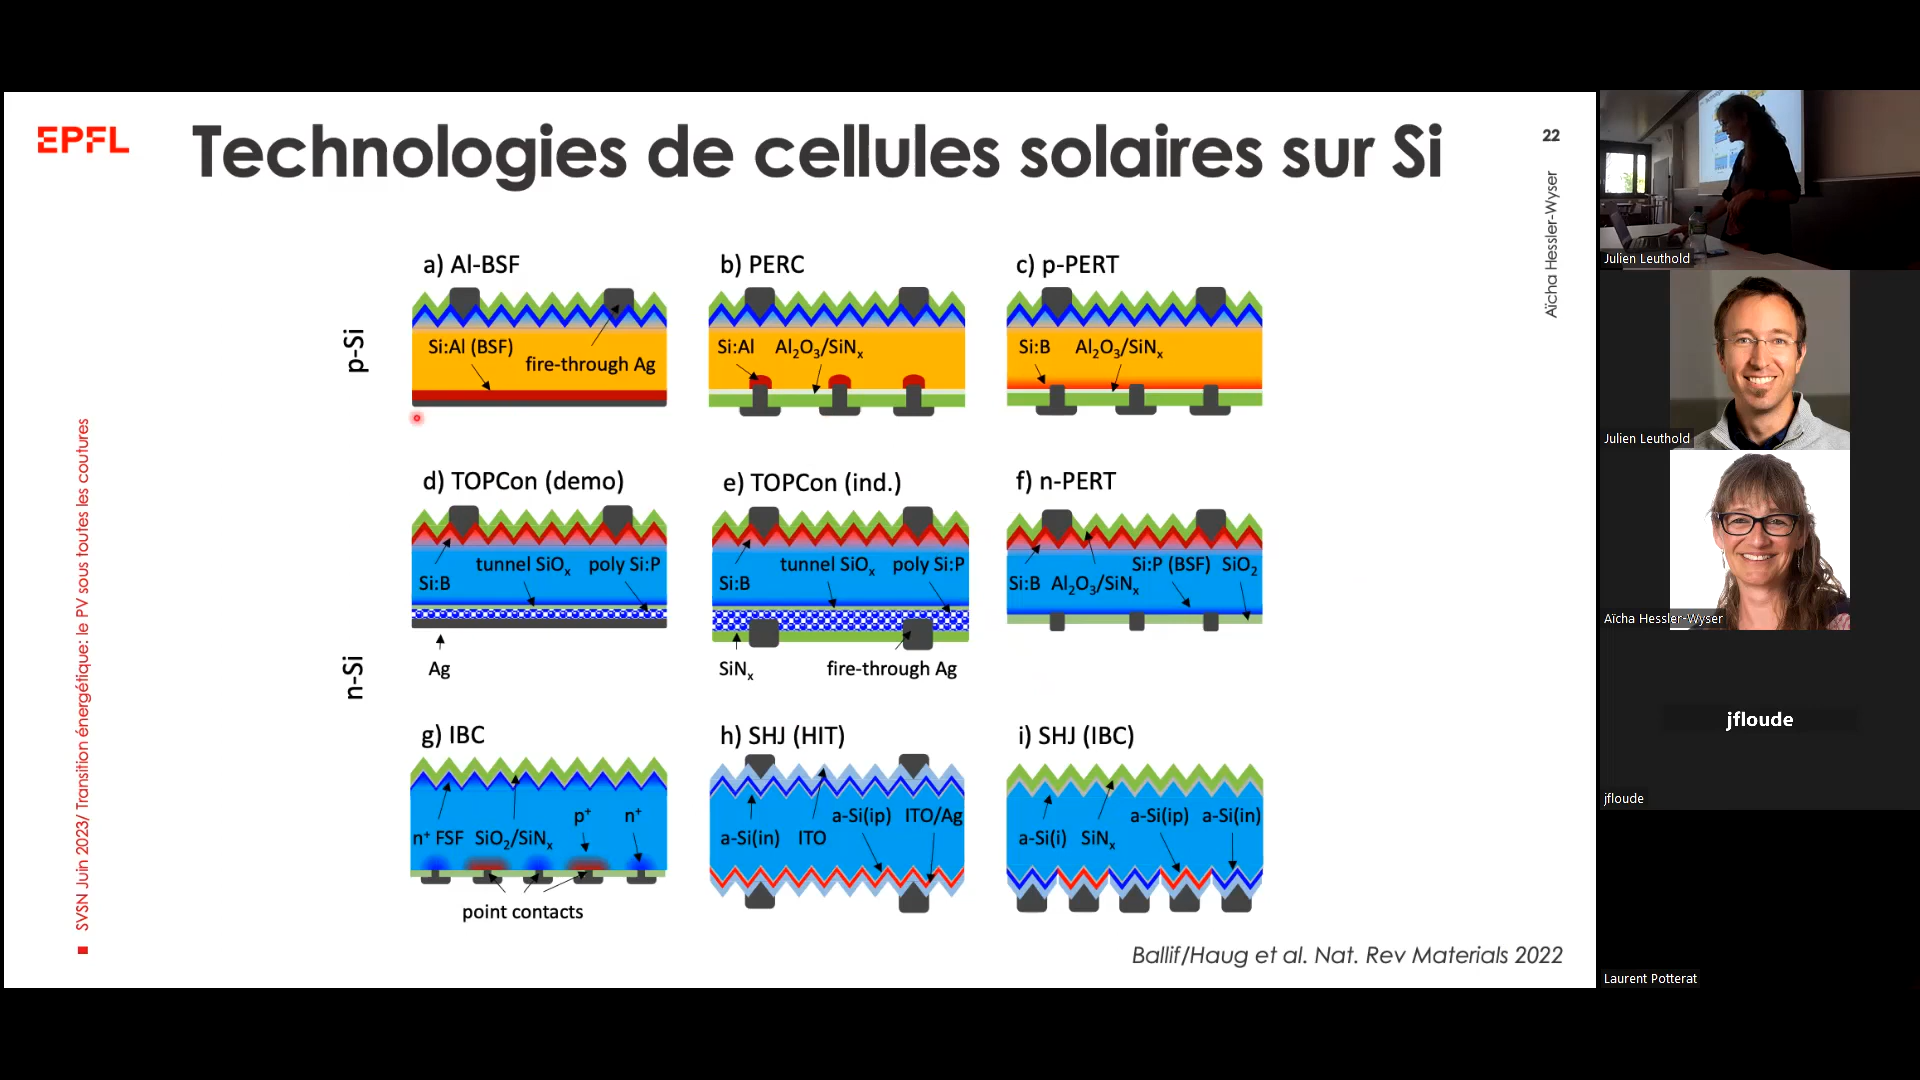 EPFL
Technologies de cellules solaires sur Si
22
Aïcha Hessler-Wyser
SVSN Juin 2023/ Transition énergétique: le PV sous toutes les coutures
p-Si
a) Al-BSF
Si:Al (BSF)
fire-through Ag
b) PERC
Si:Al Al₂O₃/SiNₓ
c) p-PERT
Si:B Al₂O₃/SiNₓ
n-Si
d) TOPCon (demo)
tunnel SiOₓ poly Si:P
Si:B
Ag
e) TOPCon (ind.)
tunnel SiOₓ poly Si:P
Si:B
SiNₓ fire-through Ag
f) n-PERT
Si:P (BSF) SiO₂
Si:B Al₂O₃/SiNₓ
g) IBC
p⁺ n⁺
n⁺ FSF SiO₂/SiNₓ
point contacts
h) SHJ (HIT)
a-Si(ip) ITO/Ag
a-Si(in) ITO
i) SHJ (IBC)
a-Si(ip) a-Si(in)
a-Si(i) SiNₓ
Ballif/Haug et al. Nat. Rev Materials 2022
Julien Leuthold
Julien Leuthold
Aïcha Hessler-Wyser
jfloude
jfloude
Laurent Potterat